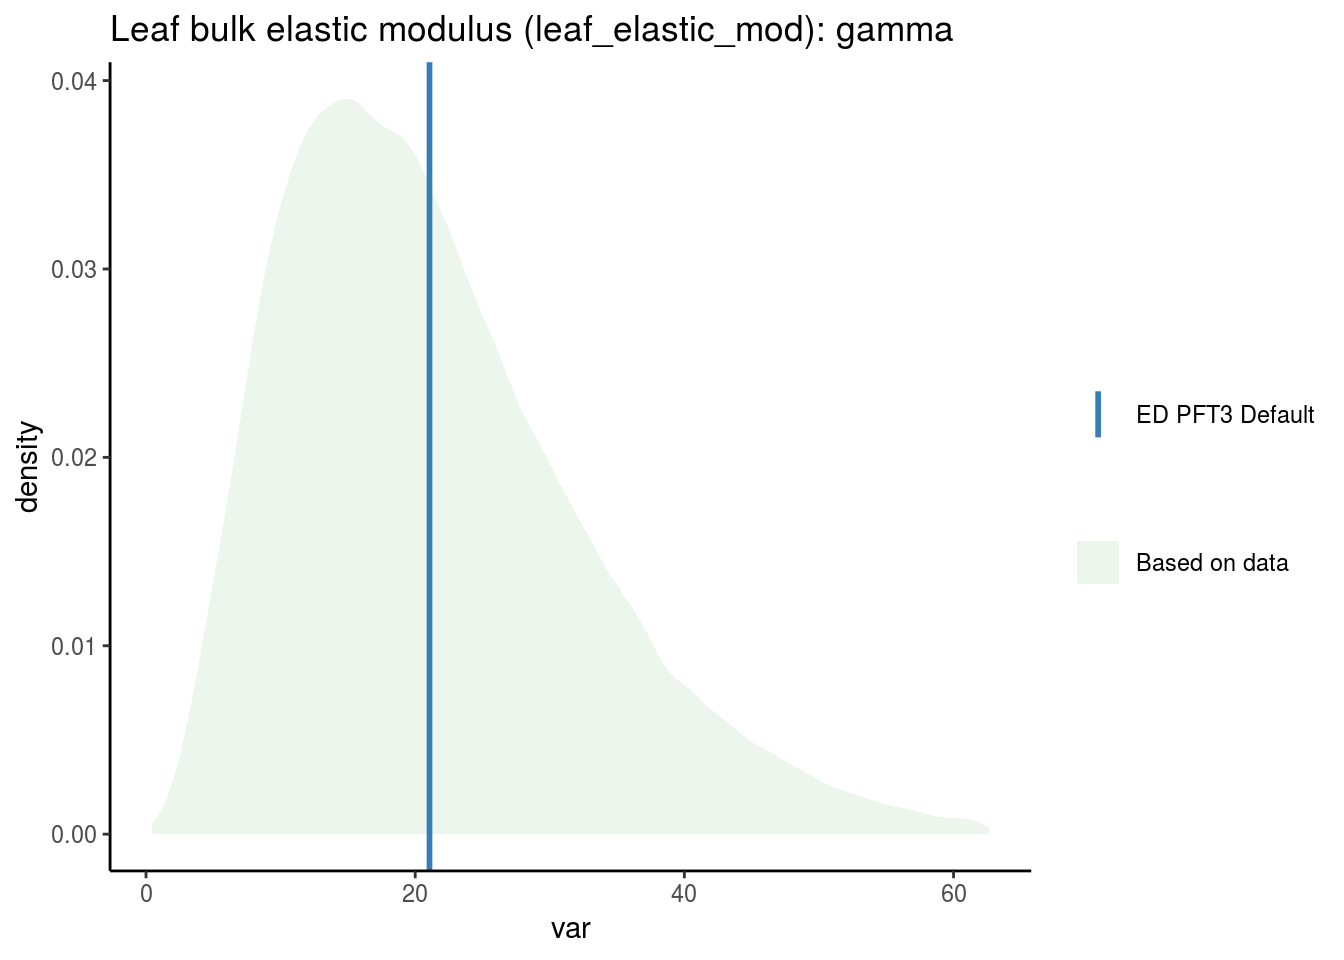 Leaf bulk elastic modulus (leaf_elastic_mod): gamma
0.04
0.03
0.02
0.01
0.00
density
0
20
40
60
var
ED PFT3 Default
Based on data